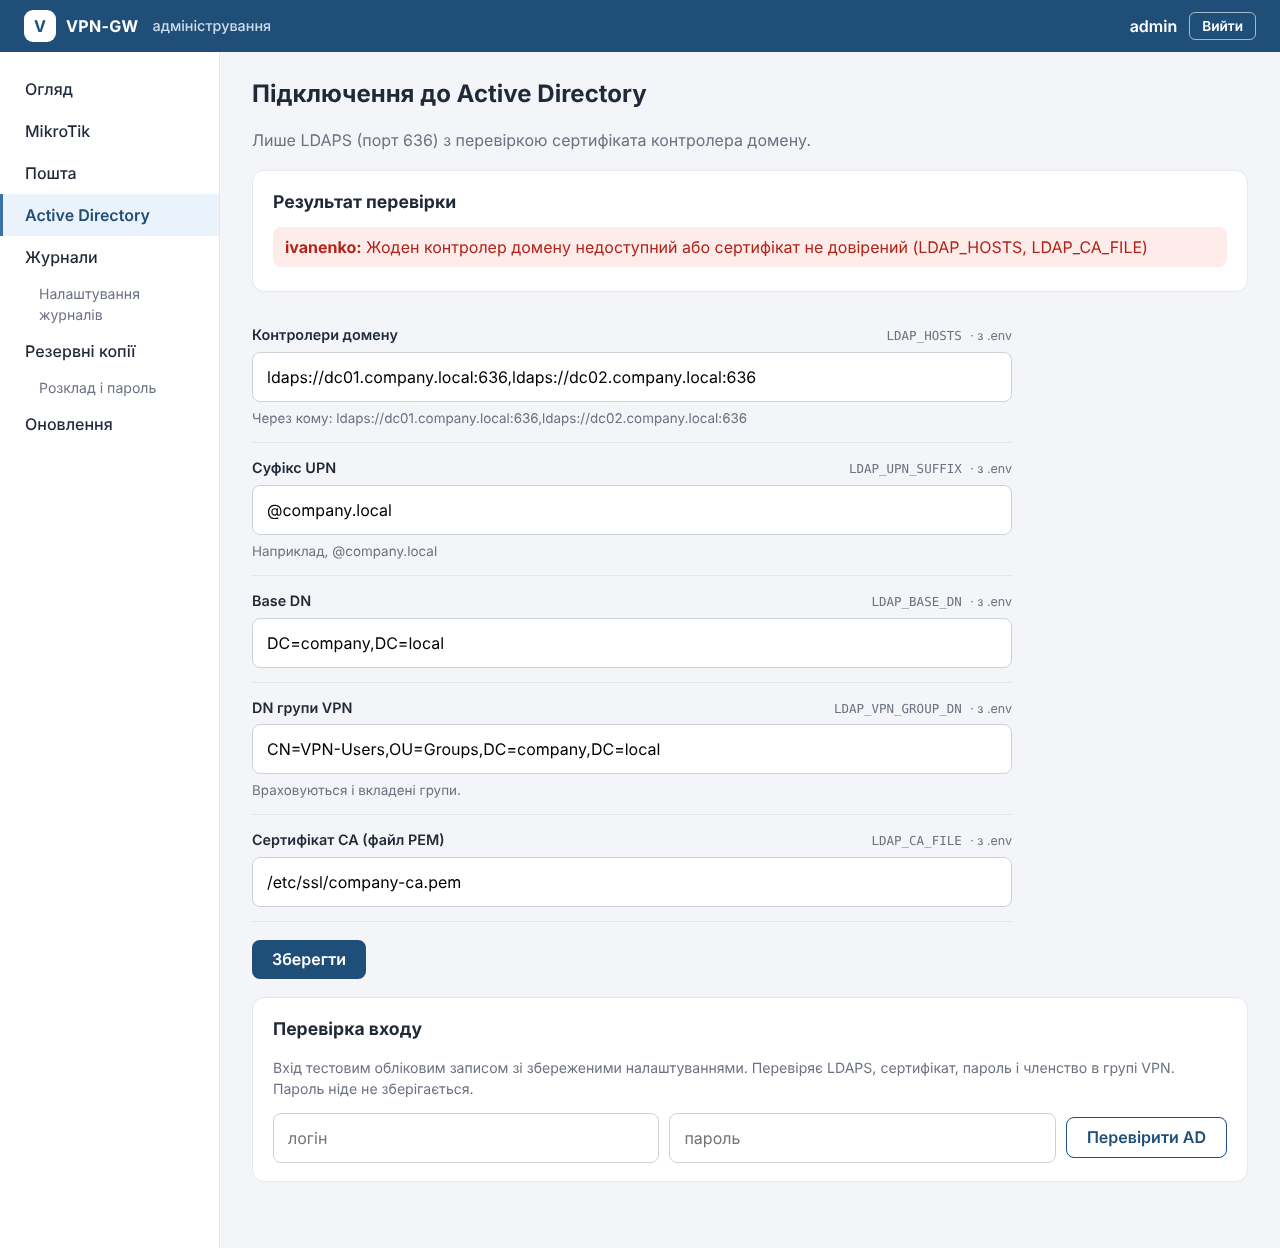 V VPN-GW адміністрування
admin Вийти
Огляд
MikroTik
Пошта
Active Directory
Журнали
Налаштування
журналів
Резервні копії
Розклад і пароль
Оновлення
Підключення до Active Directory
Лише LDAPS (порт 636) з перевіркою сертифіката контролера домену.
Результат перевірки
ivanenko: Жоден контролер домену недоступний або сертифікат не довірений (LDAP_HOSTS, LDAP_CA_FILE)
Контролери домену LDAP_HOSTS · з .env
ldaps://dc01.company.local:636,ldaps://dc02.company.local:636
Через кому: ldaps://dc01.company.local:636,ldaps://dc02.company.local:636
Суфікс UPN LDAP_UPN_SUFFIX · з .env
@company.local
Наприклад, @company.local
Base DN LDAP_BASE_DN · з .env
DC=company,DC=local
DN групи VPN LDAP_VPN_GROUP_DN · з .env
CN=VPN-Users,OU=Groups,DC=company,DC=local
Враховуються і вкладені групи.
Сертифікат CA (файл PEM) LDAP_CA_FILE · з .env
/etc/ssl/company-ca.pem
Зберегти
Перевірка входу
Вхід тестовим обліковим записом зі збереженими налаштуваннями. Перевіряє LDAPS, сертифікат, пароль і членство в групі VPN.
Пароль ніде не зберігається.
логін пароль Перевірити AD